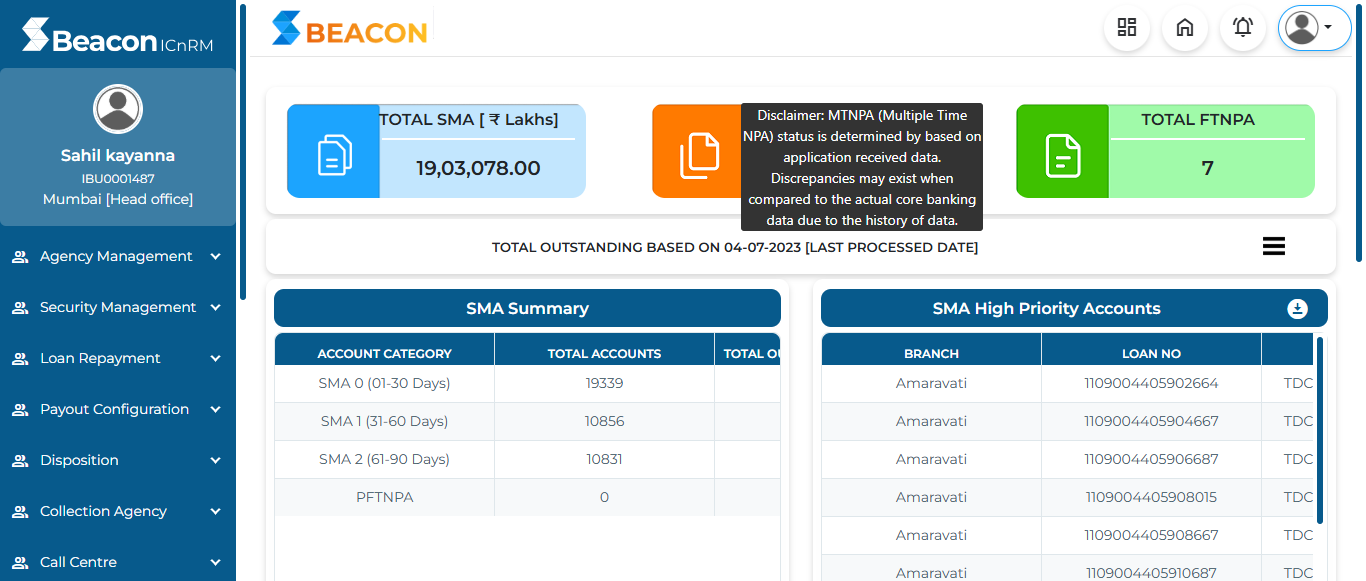 Beacon ICnRM
BEACON
Sahil kayanna
IBU0001487
Mumbai [Head office]
Agency Management
Security Management
Loan Repayment
Payout Configuration
Disposition
Collection Agency
Call Centre
TOTAL SMA [ ₹ Lakhs]
19,03,078.00
Disclaimer: MTNPA (Multiple Time
NPA) status is determined by based on
application received data.
Discrepancies may exist when
compared to the actual core banking
data due to the history of data.
TOTAL FTNPA
7
TOTAL OUTSTANDING BASED ON 04-07-2023 [LAST PROCESSED DATE]
SMA Summary
ACCOUNT CATEGORY TOTAL ACCOUNTS TOTAL
SMA 0 (01-30 Days) 19339
SMA 1 (31-60 Days) 10856
SMA 2 (61-90 Days) 10831
PFTNPA 0
SMA High Priority Accounts
BRANCH LOAN NO
Amaravati 1109004405902664 TDC
Amaravati 1109004405904667 TDC
Amaravati 1109004405906687 TDC
Amaravati 1109004405908015 TDC
Amaravati 1109004405908667 TDC
Amaravati 1109004405910687 TDC